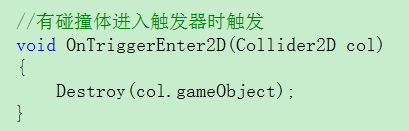 //有碰撞体进入触发器时触发
void OnTriggerEnter2D(Collider2D col)
{
    Destroy(col.gameObject);
}